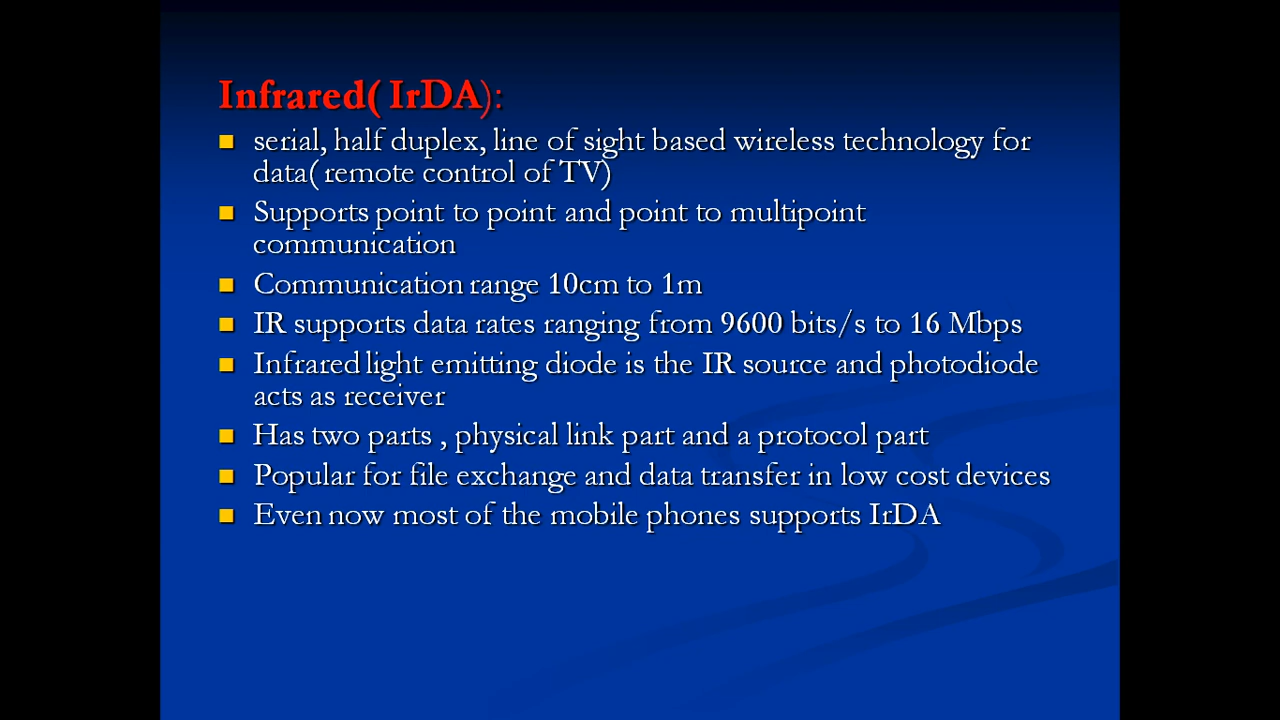 Infrared( IrDA):
serial, half duplex, line of sight based wireless technology for
data( remote control of TV)
Supports point to point and point to multipoint
communication
Communication range 10cm to 1m
IR supports data rates ranging from 9600 bits/s to 16 Mbps
Infrared light emitting diode is the IR source and photodiode
acts as receiver
Has two parts , physical link part and a protocol part
Popular for file exchange and data transfer in low cost devices
Even now most of the mobile phones supports IrDA